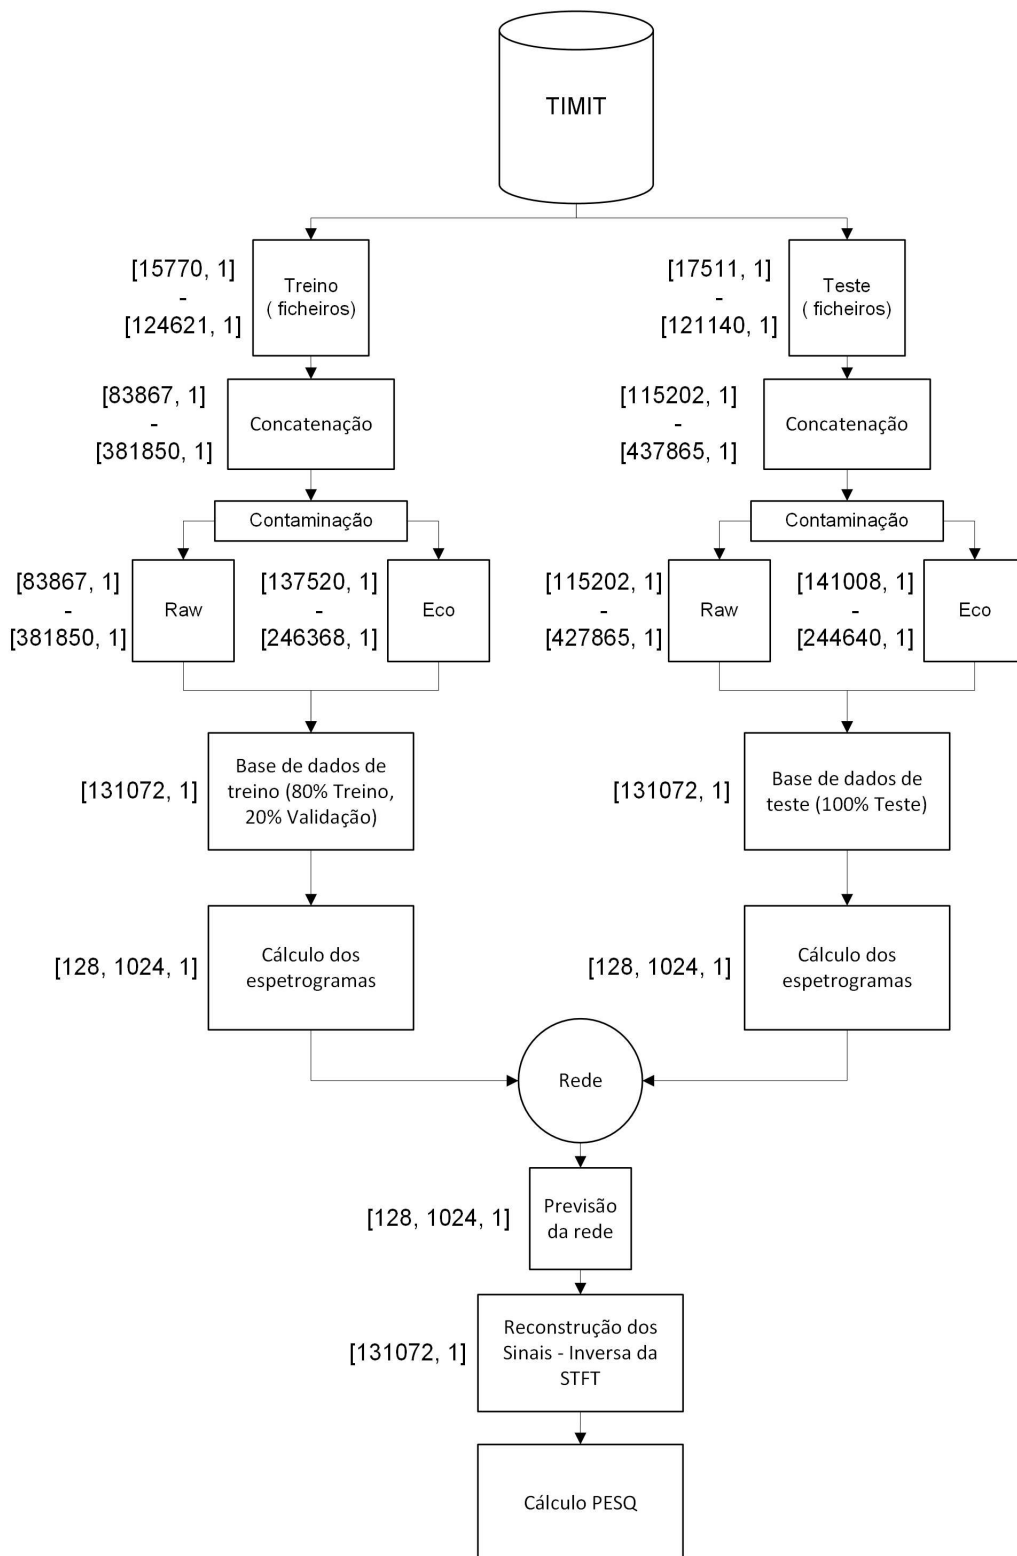 TIMIT
[15770, 1]
-
[124621, 1]
Treino
( ficheiros)
[17511, 1]
-
[121140, 1]
Teste
( ficheiros)
[83867, 1]
-
[381850, 1]
Concatenação
[115202, 1]
-
[437865, 1]
Concatenação
Contaminação
Contaminação
[83867, 1]
-
[381850, 1]
Raw
[137520, 1]
-
[246368, 1]
Eco
[115202, 1]
-
[427865, 1]
Raw
[141008, 1]
-
[244640, 1]
Eco
[131072, 1]
Base de dados de
treino (80% Treino,
20% Validação)
[131072, 1]
Base de dados de
teste (100% Teste)
[128, 1024, 1]
Cálculo dos
espetrogramas
[128, 1024, 1]
Cálculo dos
espetrogramas
Rede
[128, 1024, 1]
Previsão
da rede
[131072, 1]
Reconstrução dos
Sinais - Inversa da
STFT
Cálculo PESQ